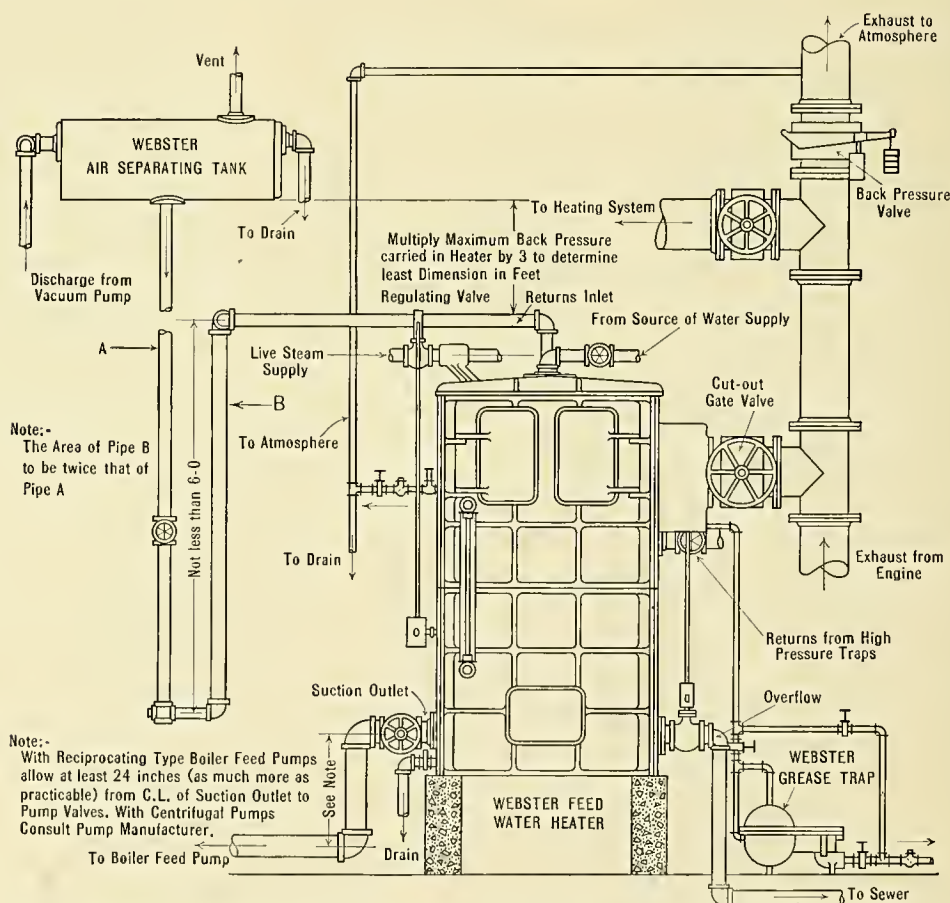 Exhaust to
Atmosphere
Vent
WEBSTER
AIR SEPARATING TANK
Back Pressure
Valve
To Heating System
To Drain
Multiply Maximum Back Pressure
carried in Heater by 3 to determine
least Dimension in Feet
Discharge from
Vacuum Pump
Regulating Valve
Returns Inlet
From Source of Water Supply
A
Live Steam
Supply
Cut-out
Gate Valve
B
Note:-
The Area of Pipe B
to be twice that of
Pipe A
To Atmosphere
Not less than 6-0
To Drain
Exhaust from
Engine
Returns from High
Pressure Traps
Suction Outlet
Overflow
Note:-
With Reciprocating Type Boiler Feed Pumps
allow at least 24 inches (as much more as
practicable) from C.L. of Suction Outlet to
Pump Valves. With Centrifugal Pumps
Consult Pump Manufacturer.
See Note
WEBSTER
GREASE TRAP
WEBSTER FEED
WATER HEATER
To Boiler Feed Pump
Drain
To Sewer